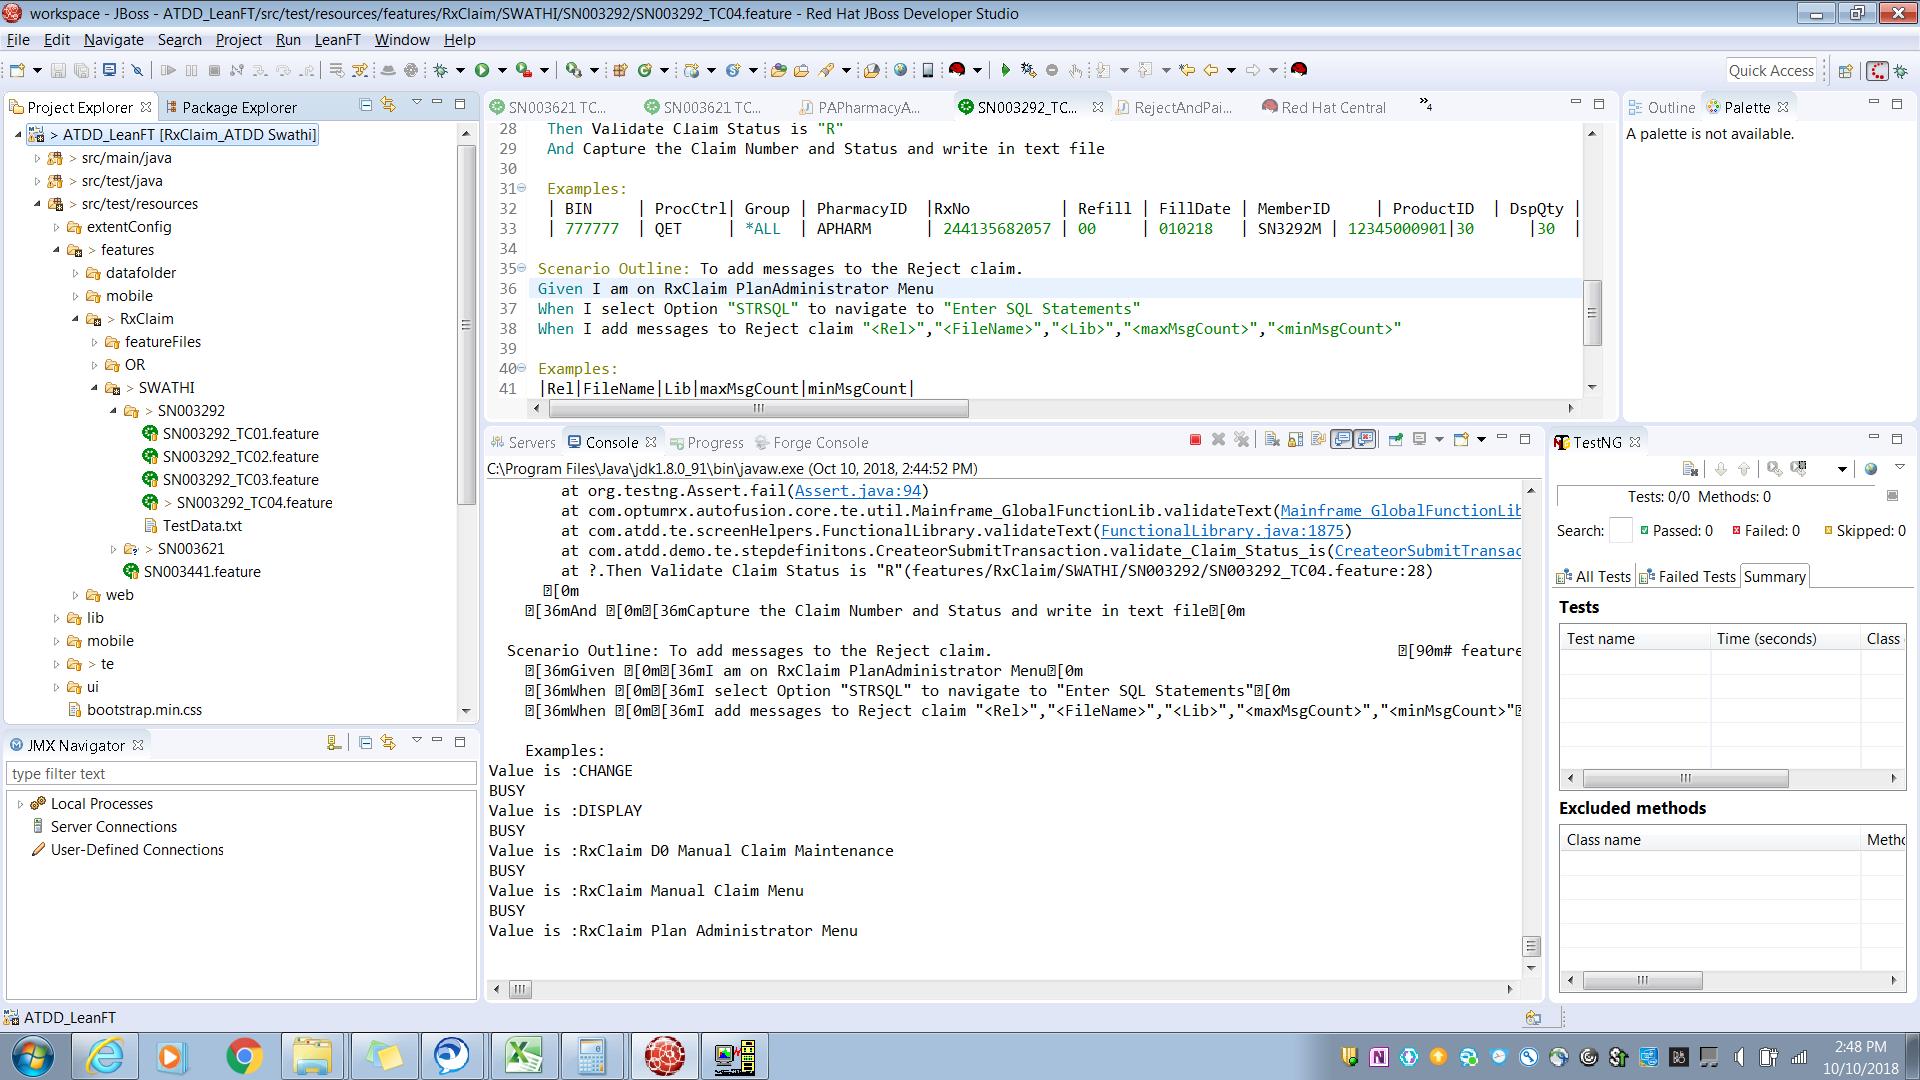 workspace - JBoss - ATDD_LeanFT/src/test/resources/features/RxClaim/SWATHI/SN003292/SN003292_TC04.feature - Red Hat JBoss Developer Studio
File Edit Navigate Search Project Run LeanFT Window Help
Quick Access
Project Explorer
Package Explorer
> ATDD_LeanFT [RxClaim_ATDD Swathi]
> src/main/java
> src/test/java
> src/test/resources
extentConfig
> features
datafolder
mobile
> RxClaim
featureFiles
OR
> SWATHI
> SN003292
SN003292_TC01.feature
SN003292_TC02.feature
SN003292_TC03.feature
> SN003292_TC04.feature
TestData.txt
> SN003621
SN003441.feature
web
lib
mobile
> te
ui
bootstrap.min.css
JMX Navigator
type filter text
Local Processes
Server Connections
User-Defined Connections
SN003621 TC...
SN003621 TC...
PAPharmacyA...
SN003292_TC...
RejectAndPai...
Red Hat Central
»4
28 Then Validate Claim Status is "R"
29 And Capture the Claim Number and Status and write in text file
30
31 Examples:
32 | BIN | ProcCtrl| Group | PharmacyID |RxNo | Refill | FillDate | MemberID | ProductID | DspQty |
33 | 777777 | QET | *ALL | APHARM | 244135682057 | 00 | 010218 | SN3292M | 12345000901|30 |30 |
34
35 Scenario Outline: To add messages to the Reject claim.
36 Given I am on RxClaim PlanAdministrator Menu
37 When I select Option "STRSQL" to navigate to "Enter SQL Statements"
38 When I add messages to Reject claim "<Rel>","<FileName>","<Lib>","<maxMsgCount>","<minMsgCount>"
39
40 Examples:
41 |Rel|FileName|Lib|maxMsgCount|minMsgCount|
Outline
Palette
A palette is not available.
Servers
Console
Progress
Forge Console
C:\Program Files\Java\jdk1.8.0_91\bin\javaw.exe (Oct 10, 2018, 2:44:52 PM)
at org.testng.Assert.fail(Assert.java:94)
at com.optumrx.autofusion.core.te.util.Mainframe_GlobalFunctionLib.validateText(Mainframe_GlobalFunctionLib
at com.atdd.te.screenHelpers.FunctionalLibrary.validateText(FunctionalLibrary.java:1875)
at com.atdd.demo.te.stepdefinitons.CreateorSubmitTransaction.validate_Claim_Status_is(CreateorSubmitTransac
at ?.Then Validate Claim Status is "R"(features/RxClaim/SWATHI/SN003292/SN003292_TC04.feature:28)
[0m
[36mAnd [0m[36mCapture the Claim Number and Status and write in text file[0m
Scenario Outline: To add messages to the Reject claim. [90m# feature
[36mGiven [0m[36mI am on RxClaim PlanAdministrator Menu[0m
[36mWhen [0m[36mI select Option "STRSQL" to navigate to "Enter SQL Statements"[0m
[36mWhen [0m[36mI add messages to Reject claim "<Rel>","<FileName>","<Lib>","<maxMsgCount>","<minMsgCount>"
Examples:
Value is :CHANGE
BUSY
Value is :DISPLAY
BUSY
Value is :RxClaim D0 Manual Claim Maintenance
BUSY
Value is :RxClaim Manual Claim Menu
BUSY
Value is :RxClaim Plan Administrator Menu
TestNG
Tests: 0/0 Methods: 0
Search: Passed: 0 Failed: 0 Skipped: 0
All Tests
Failed Tests
Summary
Tests
Test name Time (seconds) Class
Excluded methods
Class name Metho
ATDD_LeanFT
2:48 PM
10/10/2018